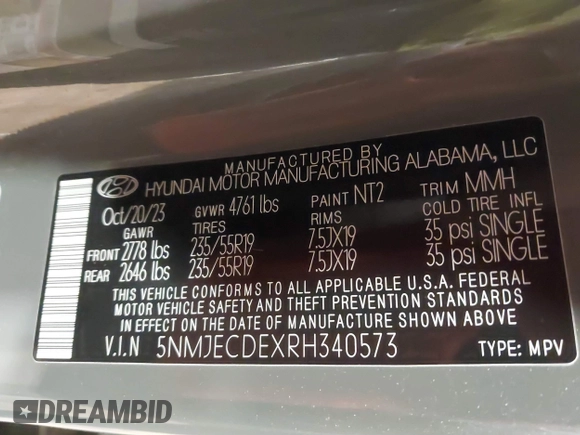 MANUFACTURED BY
HYUNDAI MOTOR MANUFACTURING ALABAMA, LLC
Oct/20/23 GVWR 4761 lbs PAINT NT2 TRIM MMH
GAWR TIRES RIMS COLD TIRE INFL
FRONT 2778 lbs 235/55R19 7.5JX19 35 psi SINGLE
REAR 2646 lbs 235/55R19 7.5JX19 35 psi SINGLE
THIS VEHICLE CONFORMS TO ALL APPLICABLE U.S.A. FEDERAL
MOTOR VEHICLE SAFETY AND THEFT PREVENTION STANDARDS
IN EFFECT ON THE DATE OF MANUFACTURE SHOWN ABOVE
V.I.N 5NMJECDEXRH340573 TYPE: MPV
DREAMBID